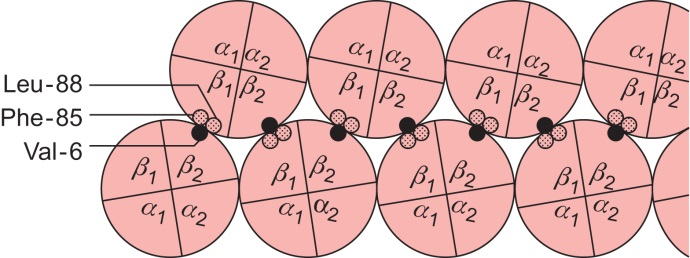 α1 α2 α1 α2 α1 α2 α1 α2
β1 β2 β1 β2 β1 β2 β1 β2
Leu-88
Phe-85
Val-6
β1 β2 β1 β2 β1 β2 β1 β2
α1 α2 α1 α2 α1 α2 α1 α2